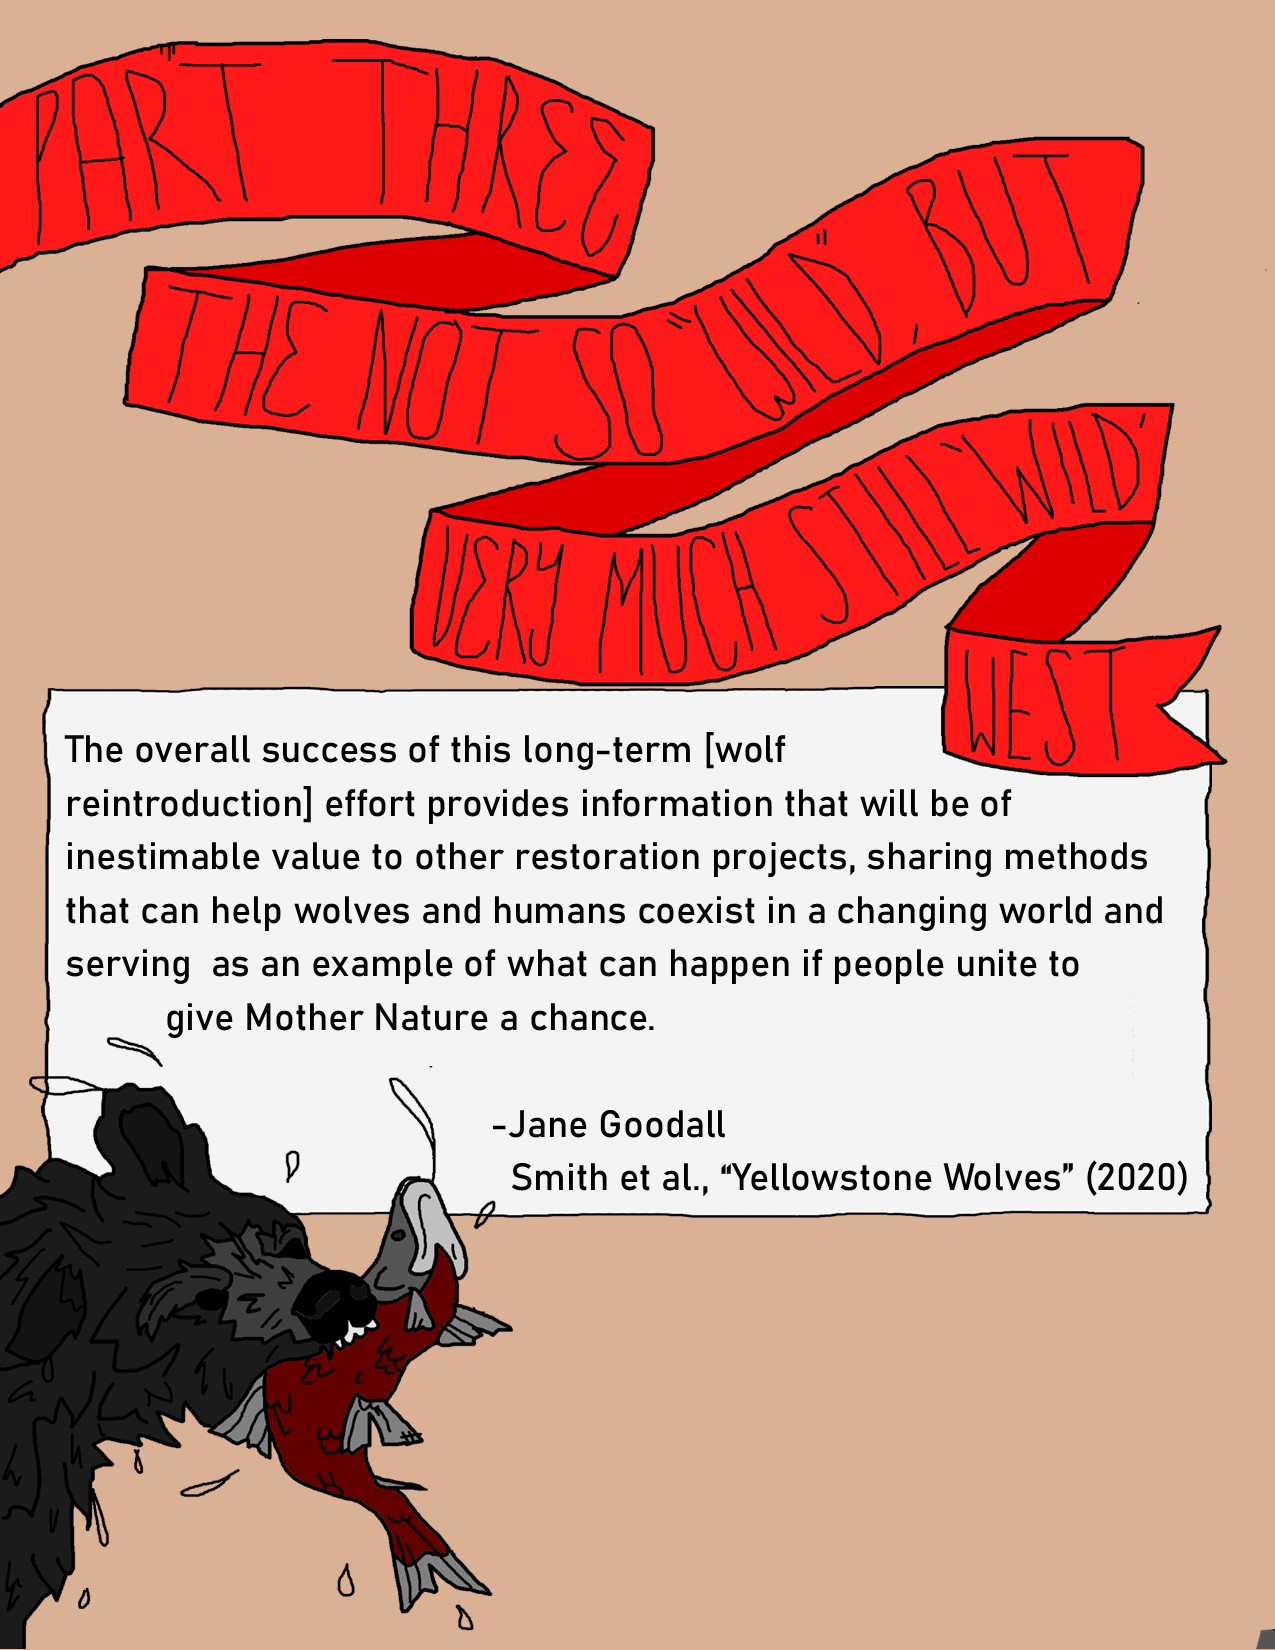 "PART THREE
THE NOT SO "WILD", BUT
VERY MUCH STILL 'WILD'
WEST
The overall success of this long-term [wolf
reintroduction] effort provides information that will be of
inestimable value to other restoration projects, sharing methods
that can help wolves and humans coexist in a changing world and
serving  as an example of what can happen if people unite to
give Mother Nature a chance.
-Jane Goodall
Smith et al., “Yellowstone Wolves” (2020)